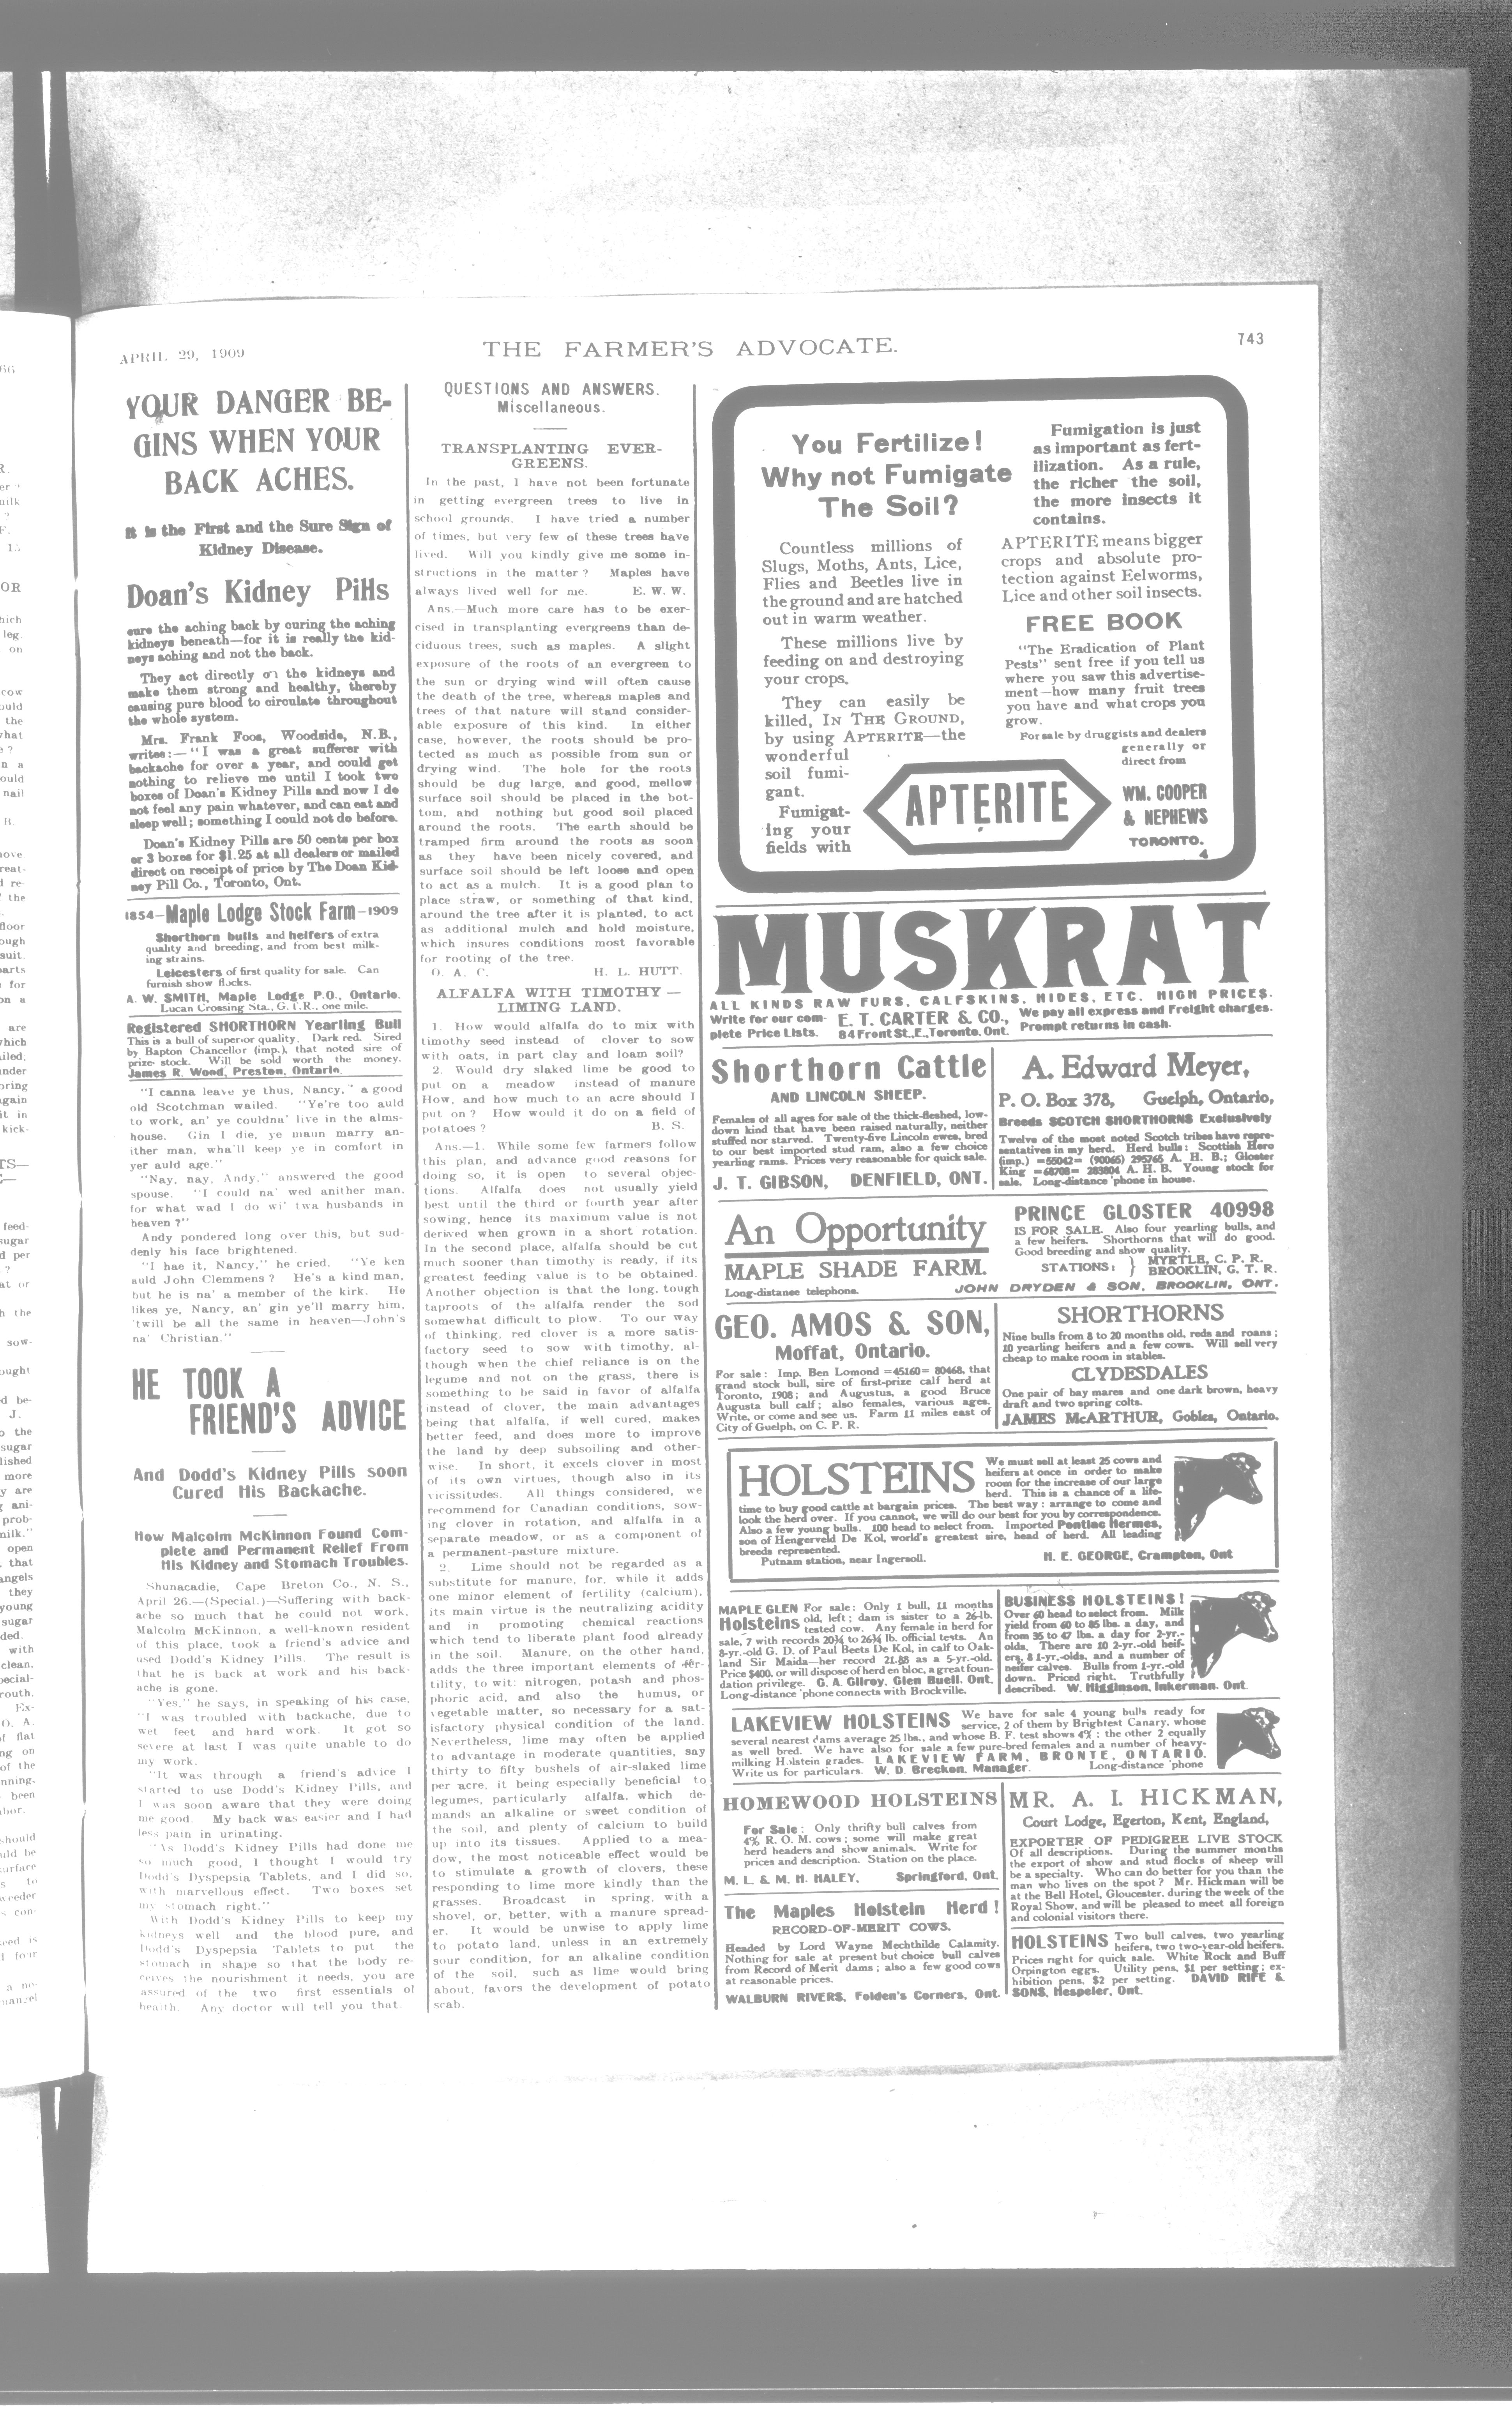 APRIL 29, 1909
THE FARMER'S ADVOCATE.
743
YOUR DANGER BE-
GINS WHEN YOUR
BACK ACHES.
It is the First and the Sure Sign of
Kidney Disease.
Doan's Kidney Pills
cure the aching back by curing the aching
kidneys beneath—for it is really the kid-
neys aching and not the back.
They act directly on the kidneys and
make them strong and healthy, thereby
causing pure blood to circulate throughout
the whole system.
Mrs. Frank Foos, Woodside, N.B.,
writes:—"I was a great sufferer with
backache for over a year, and could get
nothing to relieve me until I took two
boxes of Doan's Kidney Pills and now I do
not feel any pain whatever, and can eat and
sleep well; something I could not do before.
Doan's Kidney Pills are 50 cents per box
or 3 boxes for $1.25 at all dealers or mailed
direct on receipt of price by The Doan Kid-
ney Pill Co., Toronto, Ont.
1854—Maple Lodge Stock Farm—1909
Shorthorn bulls and heifers of extra
quality and breeding, and from best milk-
ing strains.
Leicesters of first quality for sale. Can
furnish show flocks.
A. W. SMITH, Maple Lodge P.O., Ontario.
Lucan Crossing Sta., G.T.R., one mile.
Registered SHORTHORN Yearling Bull
This is a bull of superior quality. Dark red. Sired
by Bapton Chancellor (imp.), that noted sire of
prize stock. Will be sold worth the money.
James R. Wood, Preston, Ontario.
"I canna leave ye thus, Nancy," a good
old Scotchman wailed. "Ye're too auld
to work, an' ye couldna' live in the alms-
house. Gin I die, ye maun marry an-
ither man, wha'll keep ye in comfort in
yer auld age."
"Nay, nay, Andy," answered the good
spouse. "I could na' wed anither man,
for what wad I do wi' twa husbands in
heaven?"
Andy pondered long over this, but sud-
denly his face brightened.
"I hae it, Nancy," he cried. "Ye ken
auld John Clemmens? He's a kind man,
but he is na' a member of the kirk. He
likes ye, Nancy, an' gin ye'll marry him,
'twill be all the same in heaven—John's
na' Christian."
HE TOOK A
FRIEND'S ADVICE
And Dodd's Kidney Pills soon
Cured His Backache.
How Malcolm McKinnon Found Com-
plete and Permanent Relief From
His Kidney and Stomach Troubles.
Shunacadie, Cape Breton Co., N. S.,
April 26.—(Special.)—Suffering with back-
ache so much that he could not work,
Malcolm McKinnon, a well-known resident
of this place, took a friend's advice and
used Dodd's Kidney Pills. The result is
that he is back at work and his back-
ache is gone.
"Yes," he says, in speaking of his case,
"I was troubled with backache, due to
wet feet and hard work. It got so
severe at last I was quite unable to do
my work.
"It was through a friend's advice I
started to use Dodd's Kidney Pills, and
I was soon aware that they were doing
me good. My back was easier and I had
less pain in urinating.
"As Dodd's Kidney Pills had done me
so much good, I thought I would try
Dodd's Dyspepsia Tablets, and I did so,
with marvellous effect. Two boxes set
my stomach right."
With Dodd's Kidney Pills to keep my
kidneys well and the blood pure, and
Dodd's Dyspepsia Tablets to put the
stomach in shape so that the body re-
ceives the nourishment it needs, you are
assured of the two first essentials of
health. Any doctor will tell you that.
QUESTIONS AND ANSWERS.
Miscellaneous.
TRANSPLANTING EVER-
GREENS.
In the past, I have not been fortunate
in getting evergreen trees to live in
school grounds. I have tried a number
of times, but very few of these trees have
lived. Will you kindly give me some in-
structions in the matter? Maples have
always lived well for me. E. W. W.
Ans.—Much more care has to be exer-
cised in transplanting evergreens than de-
ciduous trees, such as maples. A slight
exposure of the roots of an evergreen to
the sun or drying wind will often cause
the death of the tree, whereas maples and
trees of that nature will stand consider-
able exposure of this kind. In either
case, however, the roots should be pro-
tected as much as possible from sun or
drying wind. The hole for the roots
should be dug large, and good, mellow
surface soil should be placed in the bot-
tom, and nothing but good soil placed
around the roots. The earth should be
tramped firm around the roots as soon
as they have been nicely covered, and
surface soil should be left loose and open
to act as a mulch. It is a good plan to
place straw, or something of that kind,
around the tree after it is planted, to act
as additional mulch and hold moisture,
which insures conditions most favorable
for rooting of the tree.
O. A. C. H. L. HUTT.
ALFALFA WITH TIMOTHY—
LIMING LAND.
1. How would alfalfa do to mix with
timothy seed instead of clover to sow
with oats, in part clay and loam soil?
2. Would dry slaked lime be good to
put on a meadow instead of manure
How, and how much to an acre should I
put on? How would it do on a field of
potatoes? B. S.
Ans.—1. While some few farmers follow
this plan, and advance good reasons for
doing so, it is open to several objec-
tions. Alfalfa does not usually yield
best until the third or fourth year after
sowing, hence its maximum value is not
derived when grown in a short rotation.
In the second place, alfalfa should be cut
much sooner than timothy is ready, if its
greatest feeding value is to be obtained.
Another objection is that the long, tough
taproots of the alfalfa render the sod
somewhat difficult to plow. To our way
of thinking, red clover is a more satis-
factory seed to sow with timothy, al-
though when the chief reliance is on the
legume and not on the grass, there is
something to be said in favor of alfalfa
instead of clover, the main advantages
being that alfalfa, if well cured, makes
better feed, and does more to improve
the land by deep subsoiling and other-
wise. In short, it excels clover in most
of its own virtues, though also in its
vicissitudes. All things considered, we
recommend for Canadian conditions, sow-
ing clover in rotation, and alfalfa in a
separate meadow, or as a component of
a permanent-pasture mixture.
2. Lime should not be regarded as a
substitute for manure, for, while it adds
one minor element of fertility (calcium),
its main virtue is the neutralizing acidity
and in promoting chemical reactions
which tend to liberate plant food already
in the soil. Manure, on the other hand,
adds the three important elements of fer-
tility, to wit: nitrogen, potash and phos-
phoric acid, and also the humus, or
vegetable matter, so necessary for a sat-
isfactory physical condition of the land.
Nevertheless, lime may often be applied
to advantage in moderate quantities, say
thirty to fifty bushels of air-slaked lime
per acre, it being especially beneficial to
legumes, particularly alfalfa, which de-
mands an alkaline or sweet condition of
the soil, and plenty of calcium to build
up into its tissues. Applied to a mea-
dow, the most noticeable effect would be
to stimulate a growth of clovers, these
responding to lime more kindly than the
grasses. Broadcast in spring, with a
shovel, or, better, with a manure spread-
er. It would be unwise to apply lime
to potato land, unless in an extremely
sour condition, for an alkaline condition
of the soil, such as lime would bring
about, favors the development of potato
scab.
You Fertilize!
Why not Fumigate
The Soil?
Countless millions of
Slugs, Moths, Ants, Lice,
Flies and Beetles live in
the ground and are hatched
out in warm weather.
These millions live by
feeding on and destroying
your crops.
They can easily be
killed, IN THE GROUND,
by using APTERITE—the
wonderful
soil fumi-
gant.
Fumigat-
ing your
fields with
APTERITE
Fumigation is just
as important as fert-
ilization. As a rule,
the richer the soil,
the more insects it
contains.
APTERITE means bigger
crops and absolute pro-
tection against Eelworms,
Lice and other soil insects.
FREE BOOK
"The Eradication of Plant
Pests" sent free if you tell us
where you saw this advertise-
ment—how many fruit trees
you have and what crops you
grow.
For sale by druggists and dealers
generally or
direct from
WM. COOPER
& NEPHEWS
TORONTO.
4
MUSKRAT
ALL KINDS RAW FURS, CALFSKINS, HIDES, ETC. HIGH PRICES.
Write for our com-
plete Price Lists.
E. T. CARTER & CO.,
84 Front St., E., Toronto, Ont.
We pay all express and Freight charges.
Prompt returns in cash.
Shorthorn Cattle
AND LINCOLN SHEEP.
Females of all ages for sale of the thick-fleshed, low-
down kind that have been raised naturally, neither
stuffed nor starved. Twenty-five Lincoln ewes, bred
to our best imported stud ram, also a few choice
yearling rams. Prices very reasonable for quick sale.
J. T. GIBSON, DENFIELD, ONT.
A. Edward Meyer,
P. O. Box 378, Guelph, Ontario,
Breeds SCOTCH SHORTHORNS Exclusively
Twelve of the most noted Scotch tribes have repre-
sentatives in my herd. Herd bulls: Scottish Hero
(imp.) =55042= (90065) 295765 A. H. B.; Gloster
King =68708= 283804 A. H. B. Young stock for
sale. Long-distance 'phone in house.
An Opportunity
MAPLE SHADE FARM.
Long-distance telephone.
PRINCE GLOSTER 40998
IS FOR SALE. Also four yearling bulls, and
a few heifers. Shorthorns that will do good.
Good breeding and show quality.
STATIONS: } MYRTLE, C. P. R.
BROOKLIN, G. T. R.
JOHN DRYDEN & SON, BROOKLIN, ONT.
GEO. AMOS & SON,
Moffat, Ontario.
For sale: Imp. Ben Lomond =45160= 80468, that
grand stock bull, sire of first-prize calf herd at
Toronto, 1908; and Augustus, a good Bruce
Augusta bull calf; also females, various ages.
Write, or come and see us. Farm 11 miles east of
City of Guelph, on C. P. R.
SHORTHORNS
Nine bulls from 8 to 20 months old, reds and roans;
10 yearling heifers and a few cows. Will sell very
cheap to make room in stables.
CLYDESDALES
One pair of bay mares and one dark brown, heavy
draft and two spring colts.
JAMES McARTHUR, Gobles, Ontario.
HOLSTEINS
We must sell at least 25 cows and
heifers at once in order to make
room for the increase of our large
herd. This is a chance of a life-
time to buy good cattle at bargain prices. The best way: arrange to come and
look the herd over. If you cannot, we will do our best for you by correspondence.
Also a few young bulls. 100 head to select from. Imported Pontiac Hermes,
son of Hengerveld De Kol, world's greatest sire, head of herd. All leading
breeds represented.
Putnam station, near Ingersoll. H. E. GEORGE, Crampton, Ont
MAPLE GLEN
Holsteins
For sale: Only 1 bull, 11 months
old, left; dam is sister to a 26-lb.
tested cow. Any female in herd for
sale, 7 with records 20¾ to 26¾ lb. official tests. An
8-yr.-old G. D. of Paul Beets De Kol, in calf to Oak-
land Sir Maida—her record 21.88 as a 5-yr.-old.
Price $400, or will dispose of herd en bloc, a great foun-
dation privilege. G. A. Gilroy, Glen Buell, Ont.
Long-distance 'phone connects with Brockville.
BUSINESS HOLSTEINS!
Over 60 head to select from. Milk
yield from 60 to 85 lbs. a day, and
from 35 to 47 lbs. a day for 2-yr.-
olds. There are 10 2-yr.-old heif-
ers, 8 1-yr.-olds, and a number of
heifer calves. Bulls from 1-yr.-old
down. Priced right. Truthfully
described. W. Higginson, Inkerman, Ont
LAKEVIEW HOLSTEINS
We have for sale 4 young bulls ready for
service, 2 of them by Brightest Canary, whose
several nearest dams average 25 lbs., and whose B. F. test shows 4%; the other 2 equally
as well bred. We have also for sale a few pure-bred females and a number of heavy-
milking Holstein grades. LAKEVIEW FARM, BRONTE, ONTARIO.
Write us for particulars. W. D. Breckon, Manager. Long-distance 'phone
HOMEWOOD HOLSTEINS
For Sale: Only thrifty bull calves from
4% R. O. M. cows; some will make great
herd headers and show animals. Write for
prices and description. Station on the place.
M. L. & M. H. HALEY, Springford, Ont.
The Maples Holstein Herd!
RECORD-OF-MERIT COWS.
Headed by Lord Wayne Mechthilde Calamity.
Nothing for sale at present but choice bull calves
from Record of Merit dams; also a few good cows
at reasonable prices.
WALBURN RIVERS, Folden's Corners, Ont.
MR. A. I. HICKMAN,
Court Lodge, Egerton, Kent, England,
EXPORTER OF PEDIGREE LIVE STOCK
Of all descriptions. During the summer months
the export of show and stud flocks of sheep will
be a specialty. Who can do better for you than the
man who lives on the spot? Mr. Hickman will be
at the Bell Hotel, Gloucester, during the week of the
Royal Show, and will be pleased to meet all foreign
and colonial visitors there.
HOLSTEINS
Two bull calves, two yearling
heifers, two two-year-old heifers.
Prices right for quick sale. White Rock and Buff
Orpington eggs. Utility pens, $1 per setting; ex-
hibition pens, $2 per setting. DAVID RIFE &
SONS, Hespeler, Ont.